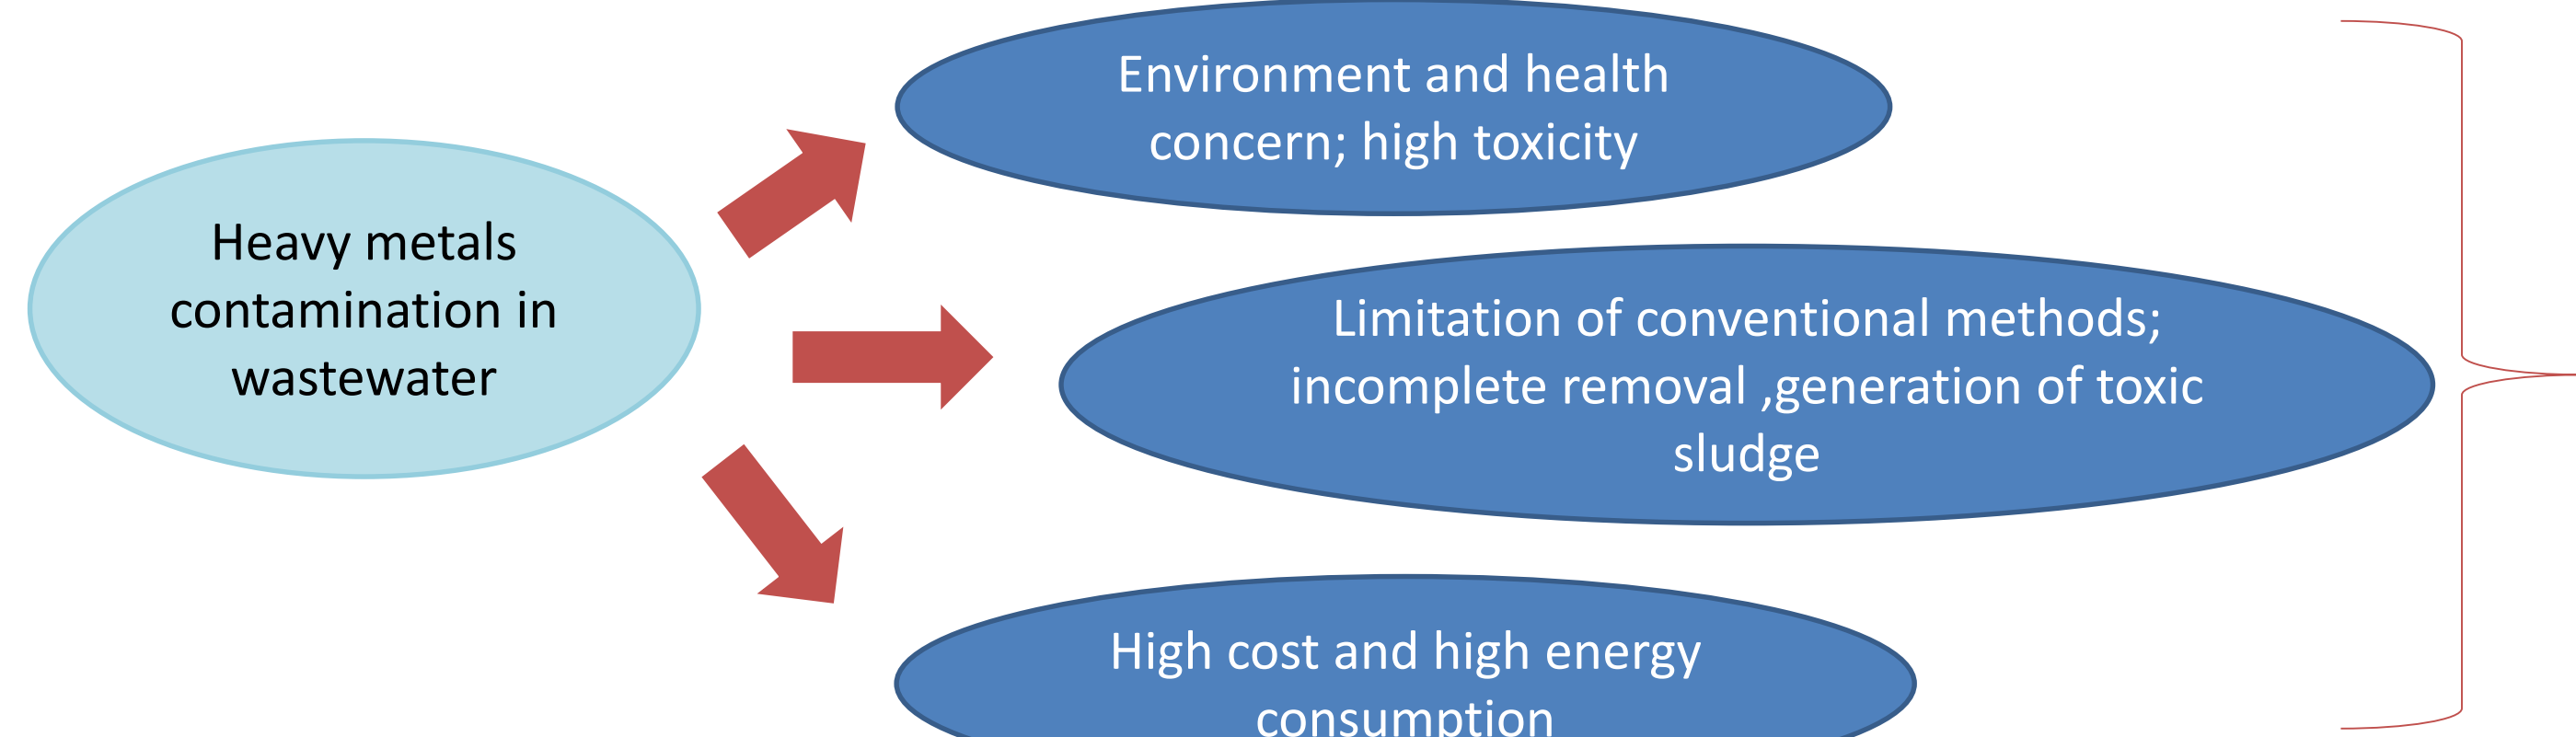 Heavy metals
contamination in
wastewater
Environment and health
concern; high toxicity
Limitation of conventional methods;
incomplete removal ,generation of toxic
sludge
High cost and high energy
consumption